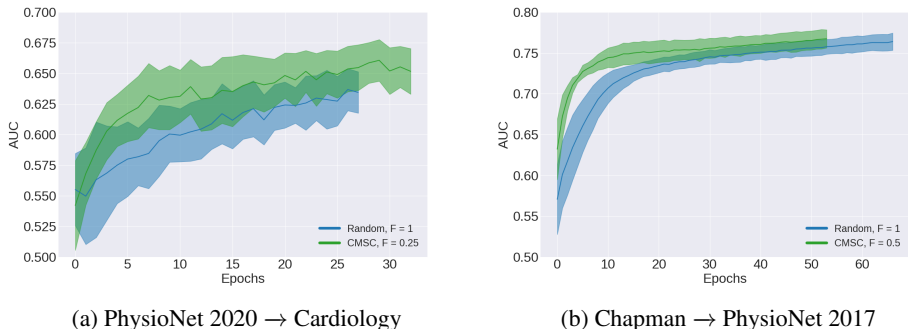 0.700
0.675
0.650
0.625
0.600
0.575
0.550
0.525
0.500
AUC
0 5 10 15 20 25 30
Epochs
Random, F = 1
CMSC, F = 0.25
(a) PhysioNet 2020 → Cardiology
0.80
0.75
0.70
0.65
0.60
0.55
0.50
AUC
0 10 20 30 40 50 60
Epochs
Random, F = 1
CMSC, F = 0.5
(b) Chapman → PhysioNet 2017